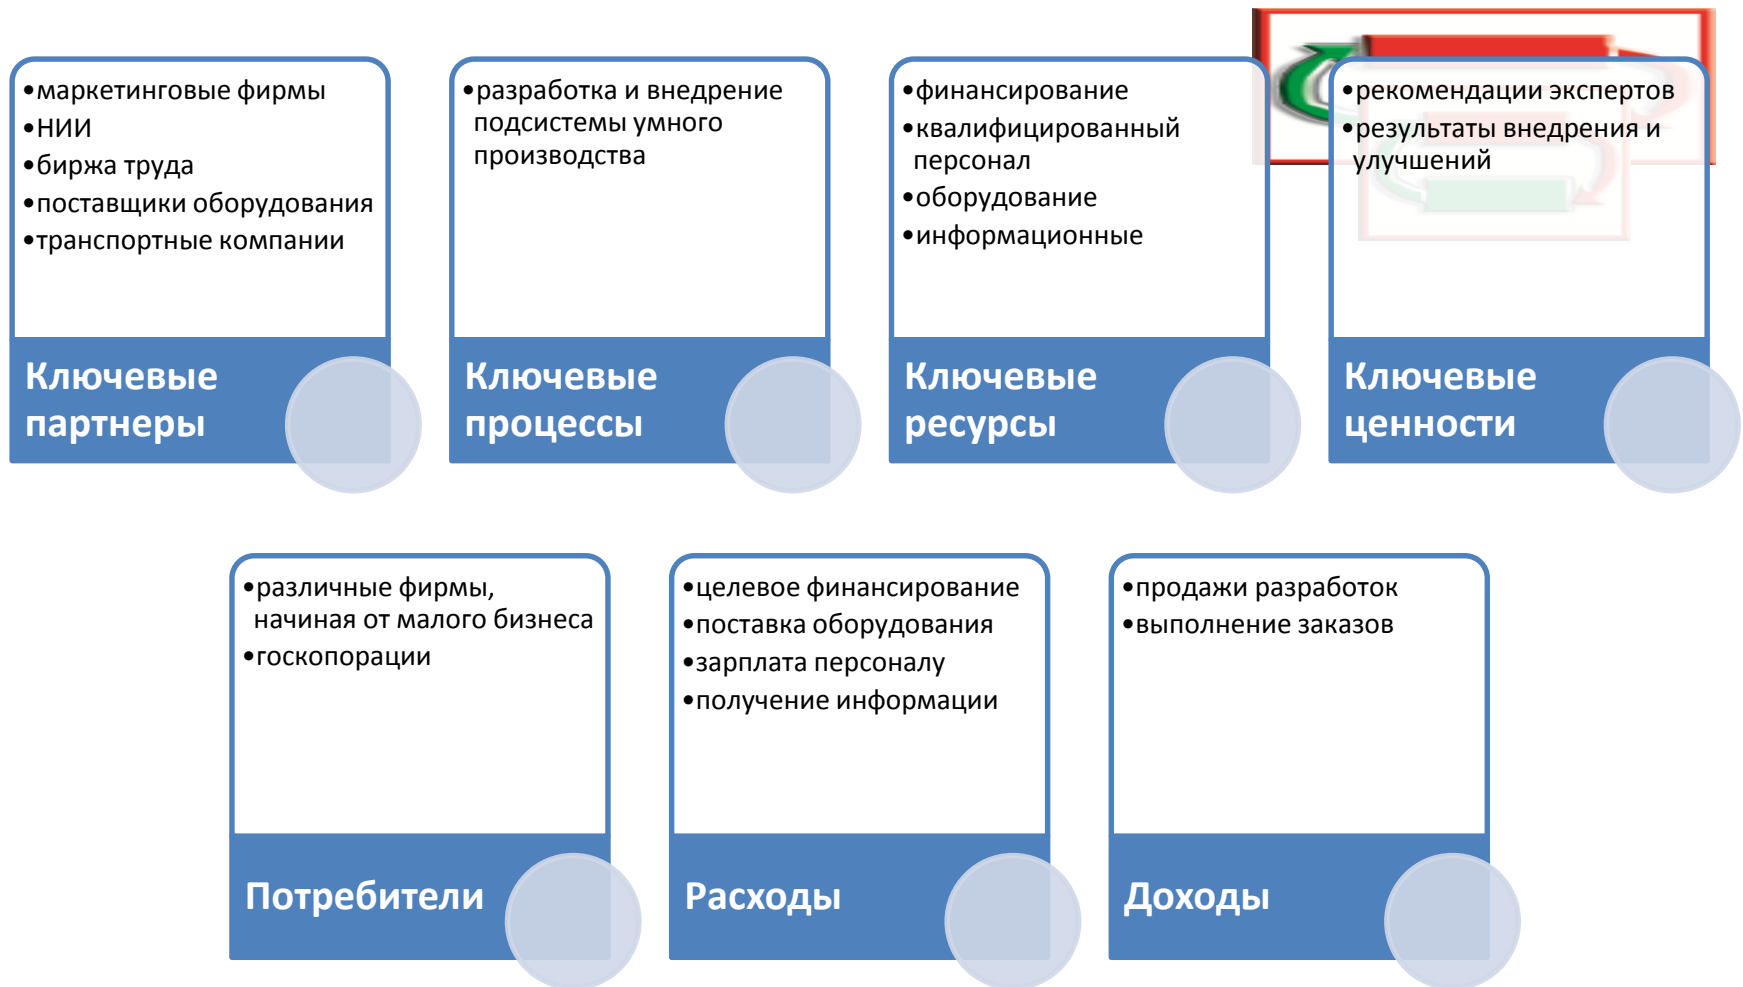 •маркетинговые фирмы
•НИИ
•биржа труда
•поставщики оборудования
•транспортные компании
Ключевые
партнеры
•разработка и внедрение
подсистемы умного
производства
Ключевые
процессы
•финансирование
•квалифицированный
персонал
•оборудование
•информационные
Ключевые
ресурсы
•рекомендации экспертов
•результаты внедрения и
улучшений
Ключевые
ценности
•различные фирмы,
начиная от малого бизнеса
•госкопорации
Потребители
•целевое финансирование
•поставка оборудования
•зарплата персоналу
•получение информации
Расходы
•продажи разработок
•выполнение заказов
Доходы